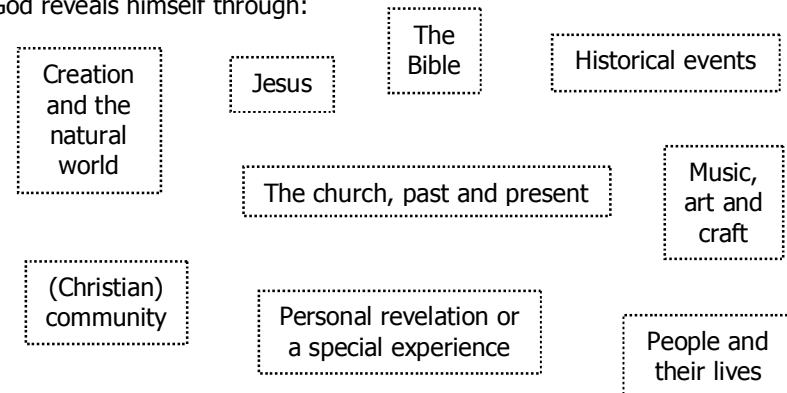 God reveals himself through:
The
Bible
Historical events
Creation
and the
natural
world
Jesus
The church, past and present
Music,
art and
craft
(Christian)
community
Personal revelation or
a special experience
People and
their lives